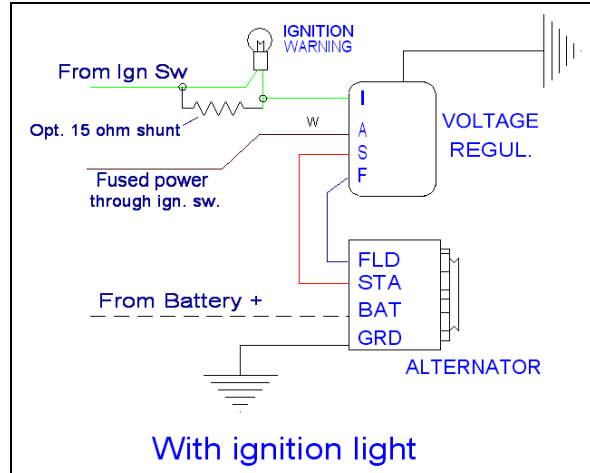 IGNITION
WARNING
From Ign Sw
Opt. 15 ohm shunt
W
I
A
S
F
VOLTAGE
REGUL.
Fused power
through ign. sw.
FLD
STA
BAT
GRD
From Battery +
ALTERNATOR
With ignition light